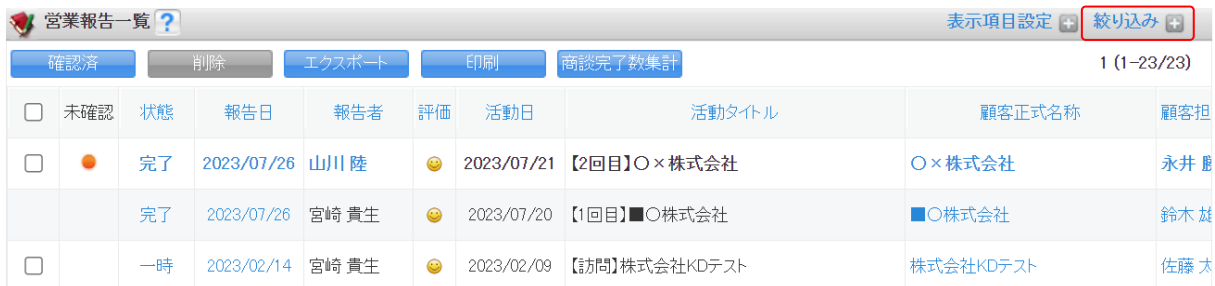 営業報告一覧 ? 表示項目設定 + 絞り込み +
確認済 削除 エクスポート 印刷 商談完了数集計 1 (1-23/23)
未確認 状態 報告日 報告者 評価 活動日 活動タイトル 顧客正式名称 顧客担
完了 2023/07/26 山川 陸 2023/07/21 【2回目】〇×株式会社 〇×株式会社 永井
完了 2023/07/26 宮崎 貴生 2023/07/20 【1回目】■〇株式会社 ■〇株式会社 鈴木
一時 2023/02/14 宮崎 貴生 2023/02/09 【訪問】株式会社KDテスト 株式会社KDテスト 佐藤